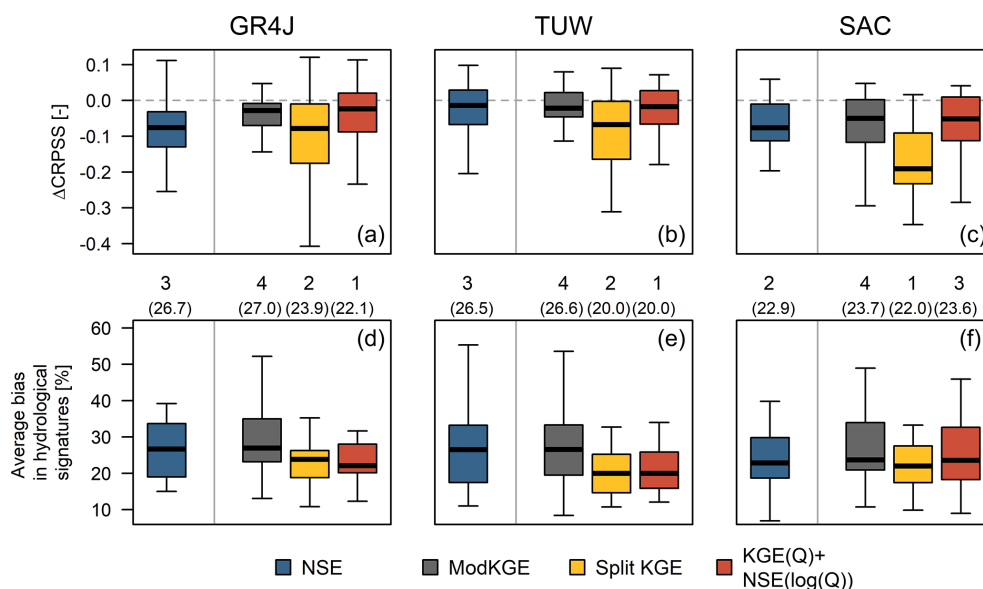 GR4J TUW SAC
ΔCRPSS [-]
0.1
0.0
-0.1
-0.2
-0.3
-0.4
(a) (b) (c)
3 4 2 1 3 4 2 1 2 4 1 3
(26.7) (27.0) (23.9) (22.1) (26.5) (26.6) (20.0) (20.0) (22.9) (23.7) (22.0) (23.6)
(d) (e) (f)
Average bias
in hydrological
signatures [%]
60
50
40
30
20
10
NSE ModKGE Split KGE KGE(Q)+
NSE(log(Q))